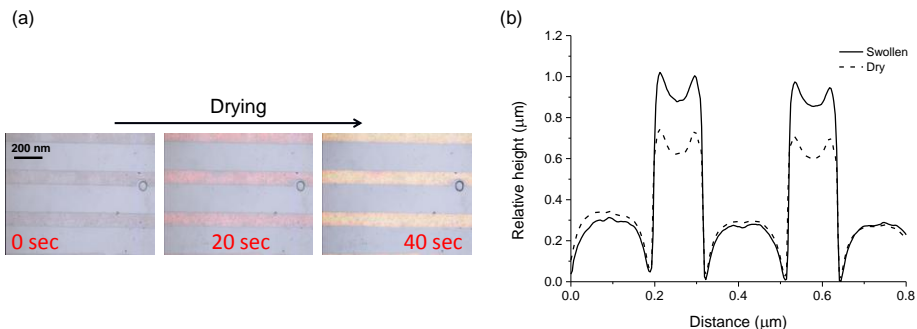 (a)
Drying
200 nm
0 sec
20 sec
40 sec
(b)
1.2
1.0
0.8
0.6
0.4
0.2
0.0
Relative height (μm)
Swollen
Dry
0.0 0.2 0.4 0.6 0.8
Distance (μm)